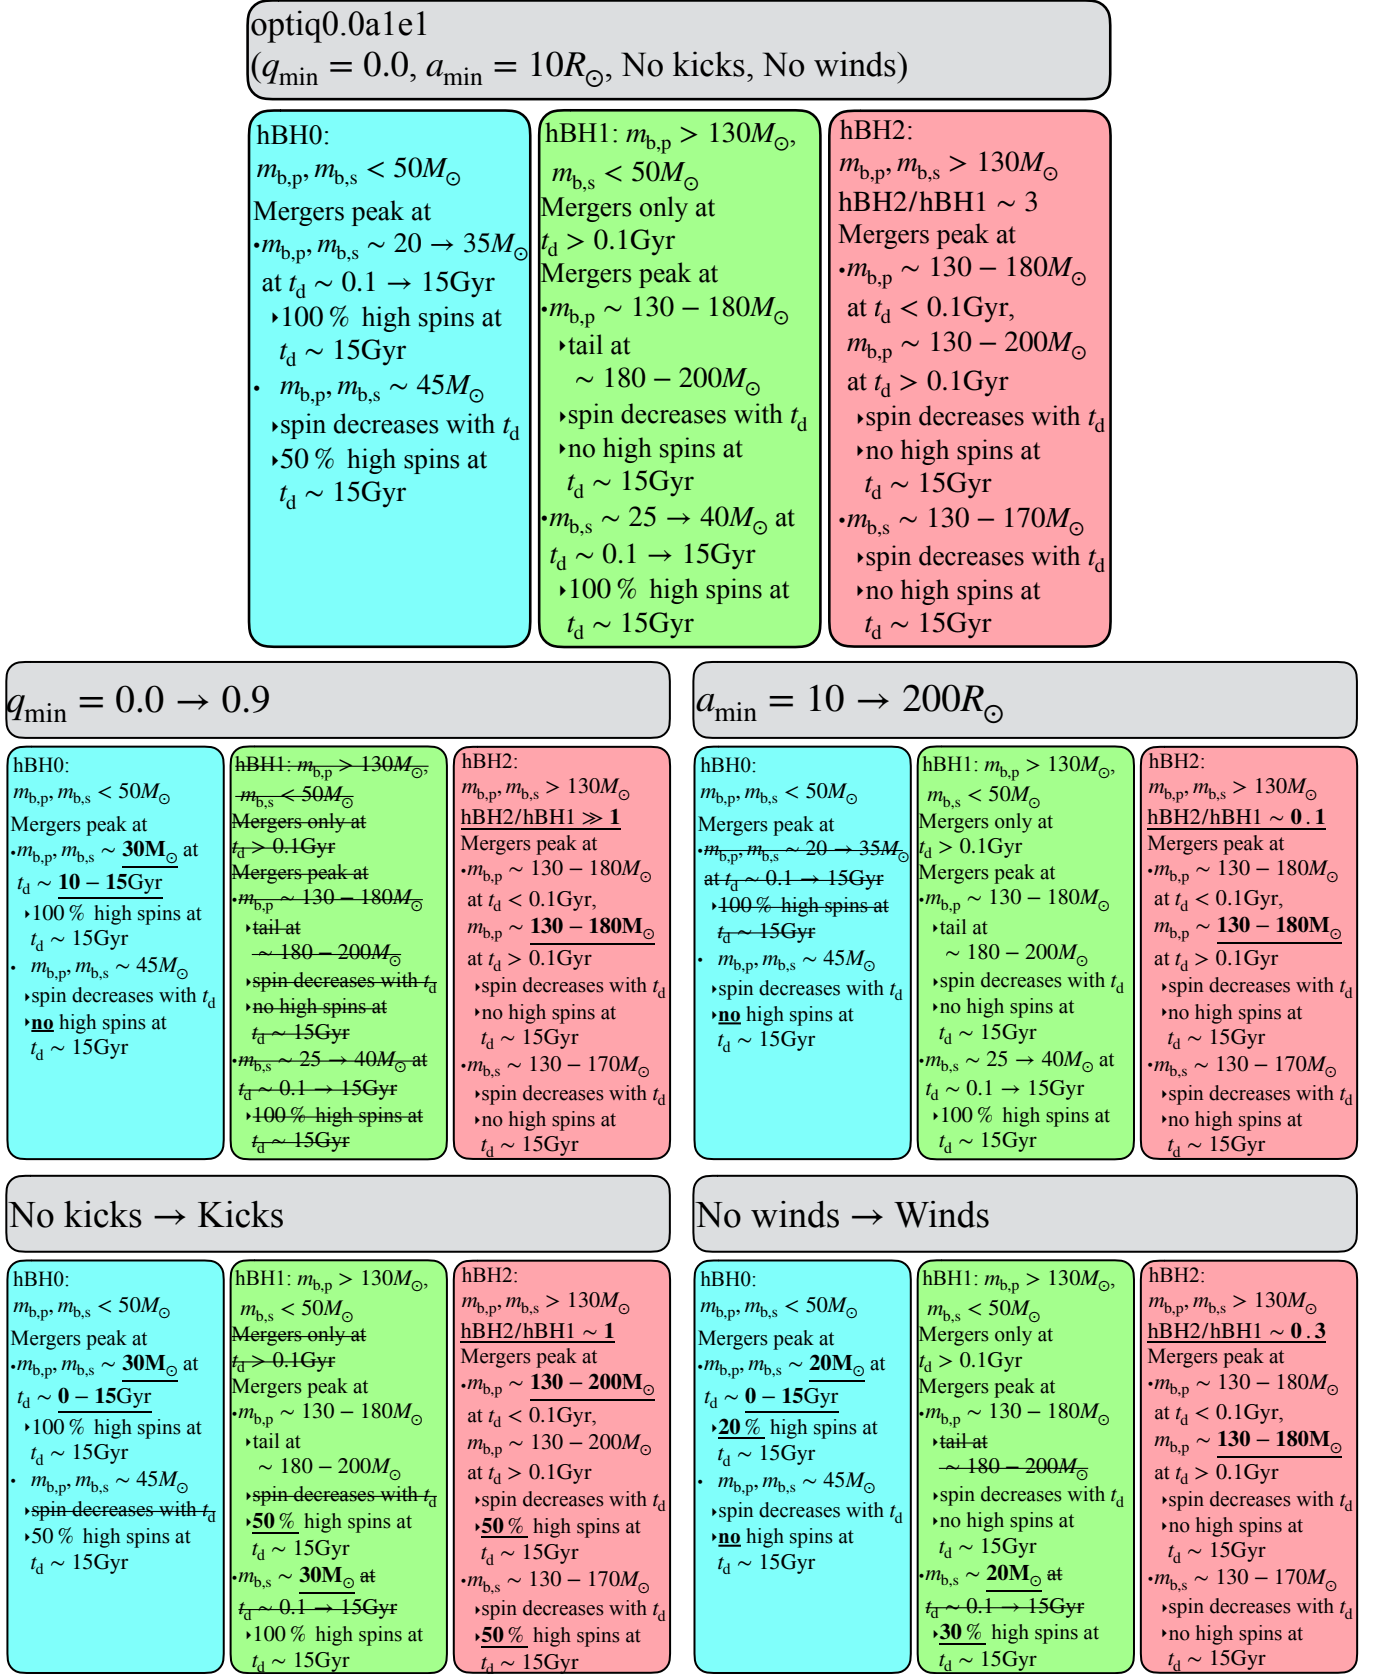 optiq0.0a1e1
(q_min = 0.0, a_min = 10R_⊙, No kicks, No winds)
hBH0:
m_b,p, m_b,s < 50M_⊙
Mergers peak at
•m_b,p, m_b,s ∼ 20 → 35M_⊙
at t_d ∼ 0.1 → 15Gyr
‣100 % high spins at
t_d ∼ 15Gyr
• m_b,p, m_b,s ∼ 45M_⊙
‣spin decreases with t_d
‣50 % high spins at
t_d ∼ 15Gyr
hBH1: m_b,p > 130M_⊙,
m_b,s < 50M_⊙
Mergers only at
t_d > 0.1Gyr
Mergers peak at
•m_b,p ∼ 130 − 180M_⊙
‣tail at
∼ 180 − 200M_⊙
‣spin decreases with t_d
‣no high spins at
t_d ∼ 15Gyr
•m_b,s ∼ 25 → 40M_⊙ at
t_d ∼ 0.1 → 15Gyr
‣100 % high spins at
t_d ∼ 15Gyr
hBH2:
m_b,p, m_b,s > 130M_⊙
hBH2/hBH1 ∼ 3
Mergers peak at
•m_b,p ∼ 130 − 180M_⊙
at t_d < 0.1Gyr,
m_b,p ∼ 130 − 200M_⊙
at t_d > 0.1Gyr
‣spin decreases with t_d
‣no high spins at
t_d ∼ 15Gyr
•m_b,s ∼ 130 − 170M_⊙
‣spin decreases with t_d
‣no high spins at
t_d ∼ 15Gyr
q_min = 0.0 → 0.9
hBH0:
m_b,p, m_b,s < 50M_⊙
Mergers peak at
•m_b,p, m_b,s ∼ 30M_⊙ at
t_d ∼ 10 − 15Gyr
‣100 % high spins at
t_d ∼ 15Gyr
• m_b,p, m_b,s ∼ 45M_⊙
‣spin decreases with t_d
‣no high spins at
t_d ∼ 15Gyr
hBH1: m_b,p > 130M_⊙,
m_b,s < 50M_⊙
Mergers only at
t_d > 0.1Gyr
Mergers peak at
•m_b,p ∼ 130 − 180M_⊙
‣tail at
∼ 180 − 200M_⊙
‣spin decreases with t_d
‣no high spins at
t_d ∼ 15Gyr
•m_b,s ∼ 25 → 40M_⊙ at
t_d ∼ 0.1 → 15Gyr
‣100 % high spins at
t_d ∼ 15Gyr
hBH2:
m_b,p, m_b,s > 130M_⊙
hBH2/hBH1 ≫ 1
Mergers peak at
•m_b,p ∼ 130 − 180M_⊙
at t_d < 0.1Gyr,
m_b,p ∼ 130 − 180M_⊙
at t_d > 0.1Gyr
‣spin decreases with t_d
‣no high spins at
t_d ∼ 15Gyr
•m_b,s ∼ 130 − 170M_⊙
‣spin decreases with t_d
‣no high spins at
t_d ∼ 15Gyr
a_min = 10 → 200R_⊙
hBH0:
m_b,p, m_b,s < 50M_⊙
Mergers peak at
•m_b,p, m_b,s ∼ 20 → 35M_⊙
at t_d ∼ 0.1 → 15Gyr
‣100 % high spins at
t_d ∼ 15Gyr
• m_b,p, m_b,s ∼ 45M_⊙
‣spin decreases with t_d
‣no high spins at
t_d ∼ 15Gyr
hBH1: m_b,p > 130M_⊙,
m_b,s < 50M_⊙
Mergers only at
t_d > 0.1Gyr
Mergers peak at
•m_b,p ∼ 130 − 180M_⊙
‣tail at
∼ 180 − 200M_⊙
‣spin decreases with t_d
‣no high spins at
t_d ∼ 15Gyr
•m_b,s ∼ 25 → 40M_⊙ at
t_d ∼ 0.1 → 15Gyr
‣100 % high spins at
t_d ∼ 15Gyr
hBH2:
m_b,p, m_b,s > 130M_⊙
hBH2/hBH1 ∼ 0.1
Mergers peak at
•m_b,p ∼ 130 − 180M_⊙
at t_d < 0.1Gyr,
m_b,p ∼ 130 − 180M_⊙
at t_d > 0.1Gyr
‣spin decreases with t_d
‣no high spins at
t_d ∼ 15Gyr
•m_b,s ∼ 130 − 170M_⊙
‣spin decreases with t_d
‣no high spins at
t_d ∼ 15Gyr
No kicks → Kicks
hBH0:
m_b,p, m_b,s < 50M_⊙
Mergers peak at
•m_b,p, m_b,s ∼ 30M_⊙ at
t_d ∼ 0 − 15Gyr
‣100 % high spins at
t_d ∼ 15Gyr
• m_b,p, m_b,s ∼ 45M_⊙
‣spin decreases with t_d
‣50 % high spins at
t_d ∼ 15Gyr
hBH1: m_b,p > 130M_⊙,
m_b,s < 50M_⊙
Mergers only at
t_d > 0.1Gyr
Mergers peak at
•m_b,p ∼ 130 − 180M_⊙
‣tail at
∼ 180 − 200M_⊙
‣spin decreases with t_d
‣50 % high spins at
t_d ∼ 15Gyr
•m_b,s ∼ 30M_⊙ at
t_d ∼ 0.1 → 15Gyr
‣100 % high spins at
t_d ∼ 15Gyr
hBH2:
m_b,p, m_b,s > 130M_⊙
hBH2/hBH1 ∼ 1
Mergers peak at
•m_b,p ∼ 130 − 200M_⊙
at t_d < 0.1Gyr,
m_b,p ∼ 130 − 200M_⊙
at t_d > 0.1Gyr
‣spin decreases with t_d
‣50 % high spins at
t_d ∼ 15Gyr
•m_b,s ∼ 130 − 170M_⊙
‣spin decreases with t_d
‣50 % high spins at
t_d ∼ 15Gyr
No winds → Winds
hBH0:
m_b,p, m_b,s < 50M_⊙
Mergers peak at
•m_b,p, m_b,s ∼ 20M_⊙ at
t_d ∼ 0 − 15Gyr
‣20 % high spins at
t_d ∼ 15Gyr
• m_b,p, m_b,s ∼ 45M_⊙
‣spin decreases with t_d
‣no high spins at
t_d ∼ 15Gyr
hBH1: m_b,p > 130M_⊙,
m_b,s < 50M_⊙
Mergers only at
t_d > 0.1Gyr
Mergers peak at
•m_b,p ∼ 130 − 180M_⊙
‣tail at
∼ 180 − 200M_⊙
‣spin decreases with t_d
‣no high spins at
t_d ∼ 15Gyr
•m_b,s ∼ 20M_⊙ at
t_d ∼ 0.1 → 15Gyr
‣30 % high spins at
t_d ∼ 15Gyr
hBH2:
m_b,p, m_b,s > 130M_⊙
hBH2/hBH1 ∼ 0.3
Mergers peak at
•m_b,p ∼ 130 − 180M_⊙
at t_d < 0.1Gyr,
m_b,p ∼ 130 − 180M_⊙
at t_d > 0.1Gyr
‣spin decreases with t_d
‣no high spins at
t_d ∼ 15Gyr
•m_b,s ∼ 130 − 170M_⊙
‣spin decreases with t_d
‣no high spins at
t_d ∼ 15Gyr